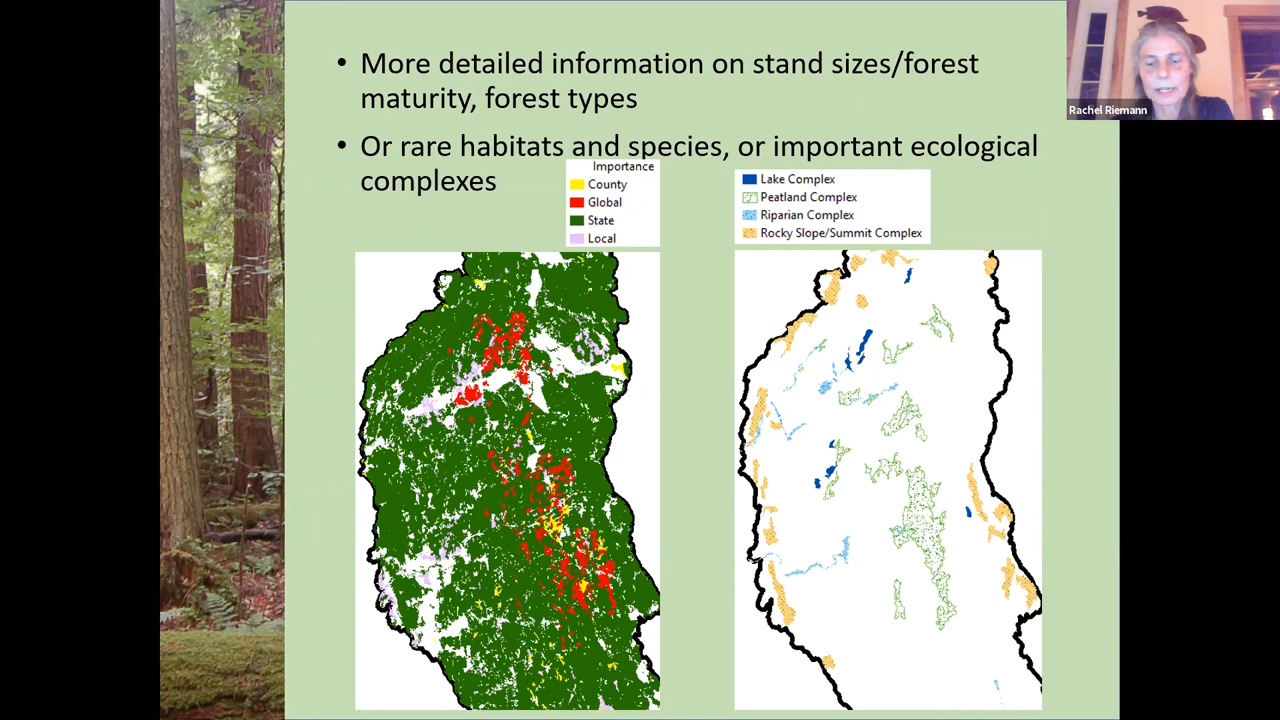 • More detailed information on stand sizes/forest
maturity, forest types
• Or rare habitats and species, or important ecological
complexes
Importance
County
Global
State
Local
Lake Complex
Peatland Complex
Riparian Complex
Rocky Slope/Summit Complex
Rachel Riemann